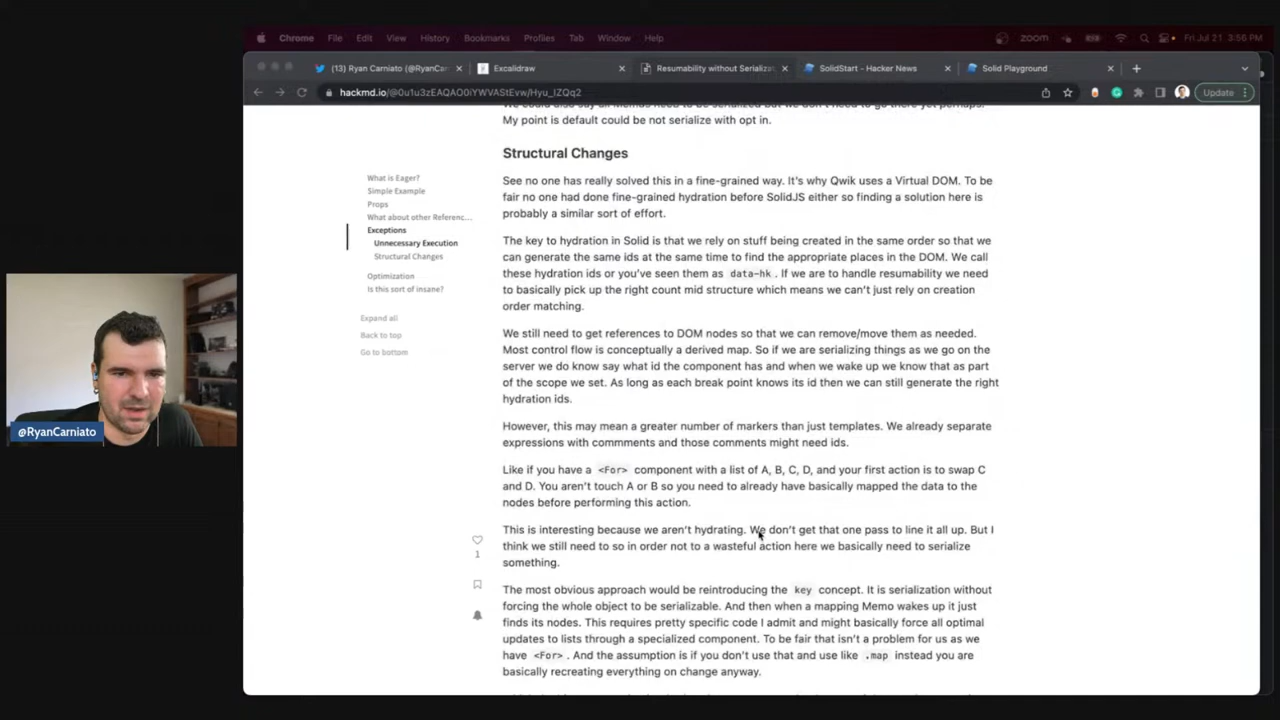 Chrome File Edit View History Bookmarks Profiles Tab Window Help
zoom Fri Jul 21 3:56 PM
(13) Ryan Carniato (@RyanCar
Excalidraw
Resumability without Serializat
SolidStart - Hacker News
Solid Playground
hackmd.io/@0u1u3zEAQAO0iYWVAStEvw/Hyu_IZQq2
Update
My point is default could be not serialize with opt in.
Structural Changes
See no one has really solved this in a fine-grained way. It's why Qwik uses a Virtual DOM. To be
fair no one had done fine-grained hydration before SolidJS either so finding a solution here is
probably a similar sort of effort.
The key to hydration in Solid is that we rely on stuff being created in the same order so that we
can generate the same ids at the same time to find the appropriate places in the DOM. We call
these hydration ids or you've seen them as data-hk. If we are to handle resumability we need
to basically pick up the right count mid structure which means we can't just rely on creation
order matching.
We still need to get references to DOM nodes so that we can remove/move them as needed.
Most control flow is conceptually a derived map. So if we are serializing things as we go on the
server we do know say what id the component has and when we wake up we know that as part
of the scope we set. As long as each break point knows its id then we can still generate the right
hydration ids.
However, this may mean a greater number of markers than just templates. We already separate
expressions with commments and those comments might need ids.
Like if you have a <For> component with a list of A, B, C, D, and your first action is to swap C
and D. You aren't touch A or B so you need to already have basically mapped the data to the
nodes before performing this action.
This is interesting because we aren't hydrating. We don't get that one pass to line it all up. But I
think we still need to so in order not to a wasteful action here we basically need to serialize
something.
The most obvious approach would be reintroducing the key concept. It is serialization without
forcing the whole object to be serializable. And then when a mapping Memo wakes up it just
finds its nodes. This requires pretty specific code I admit and might basically force all optimal
updates to lists through a specialized component. To be fair that isn't a problem for us as we
have <For>. And the assumption is if you don't use that and use like .map instead you are
basically recreating everything on change anyway.
What is Eager?
Simple Example
Props
What about other Referenc...
Exceptions
Unnecessary Execution
Structural Changes
Optimization
Is this sort of insane?
Expand all
Back to top
Go to bottom
1
@RyanCarniato